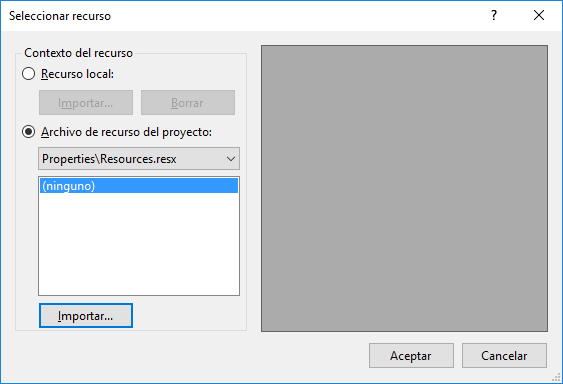 Seleccionar recurso
Contexto del recurso
Recurso local:
Importar... Borrar
Archivo de recurso del proyecto:
Properties\Resources.resx
(ninguno)
Importar...
Aceptar Cancelar